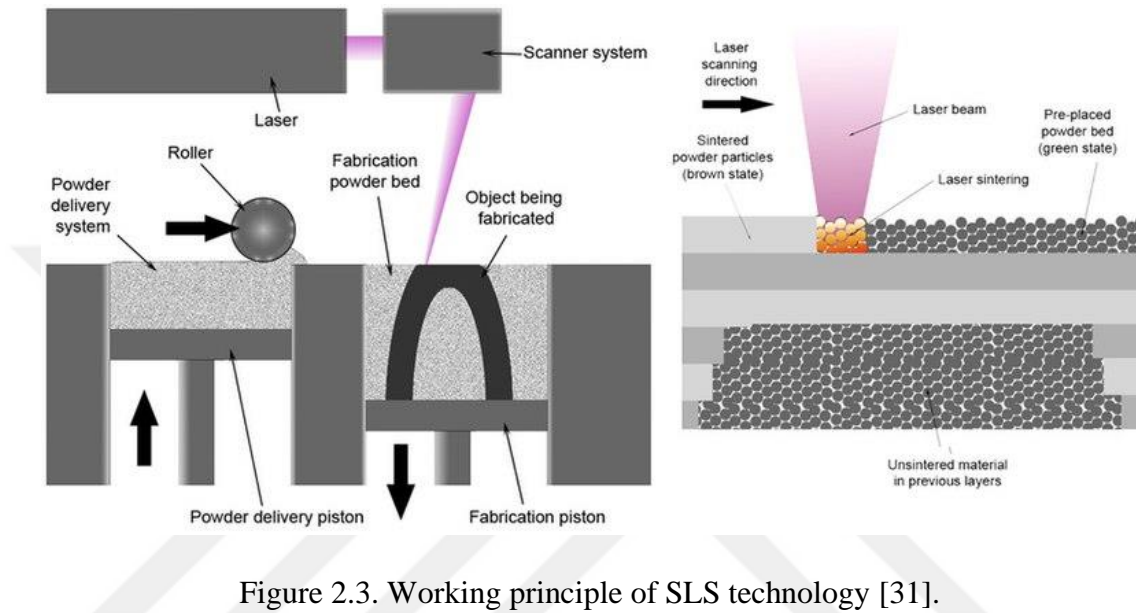 Laser
Scanner system
Roller
Powder
delivery
system
Fabrication
powder bed
Object being
fabricated
Powder delivery piston
Fabrication piston
Laser
scanning
direction
Laser beam
Pre-placed
powder bed
(green state)
Sintered
powder particles
(brown state)
Laser sintering
Unsintered material
in previous layers
Figure 2.3. Working principle of SLS technology [31].